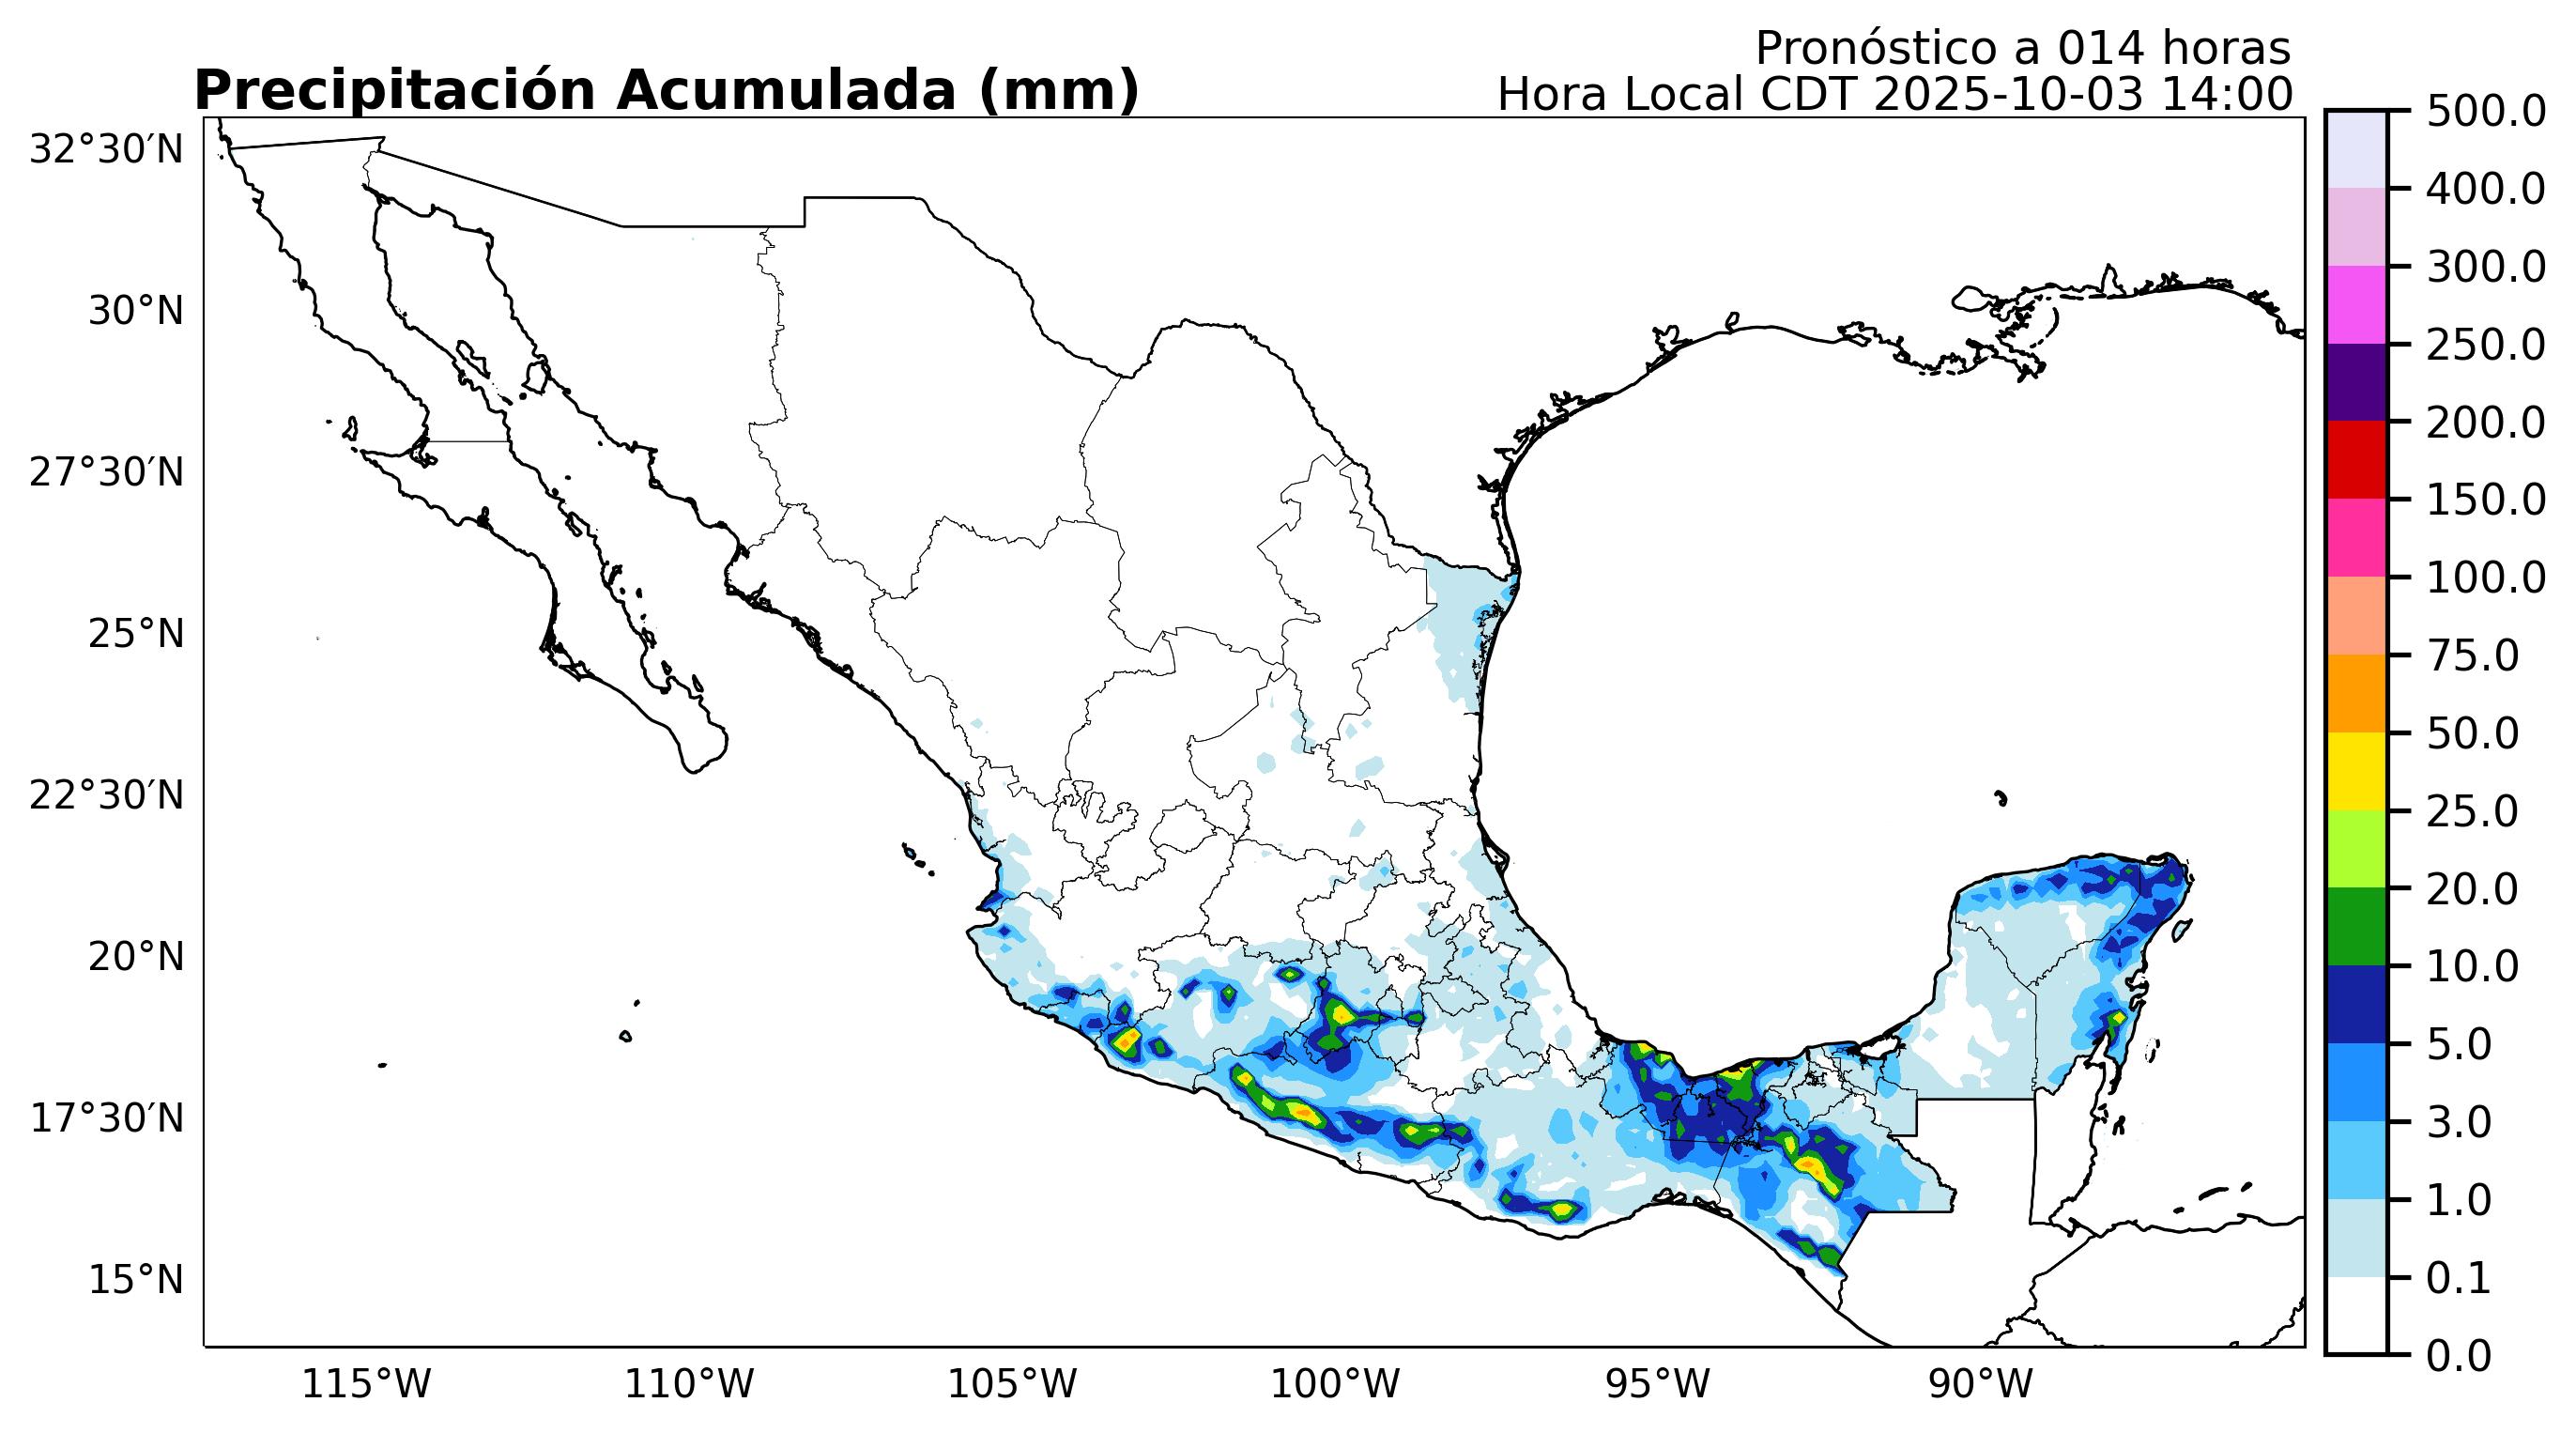 Pronóstico a 014 horas
Precipitación Acumulada (mm)
Hora Local CDT 2025-10-03 14:00
32°30′N
30°N
27°30′N
25°N
22°30′N
20°N
17°30′N
15°N
115°W
110°W
105°W
100°W
95°W
90°W
500.0
400.0
300.0
250.0
200.0
150.0
100.0
75.0
50.0
25.0
20.0
10.0
5.0
3.0
1.0
0.1
0.0